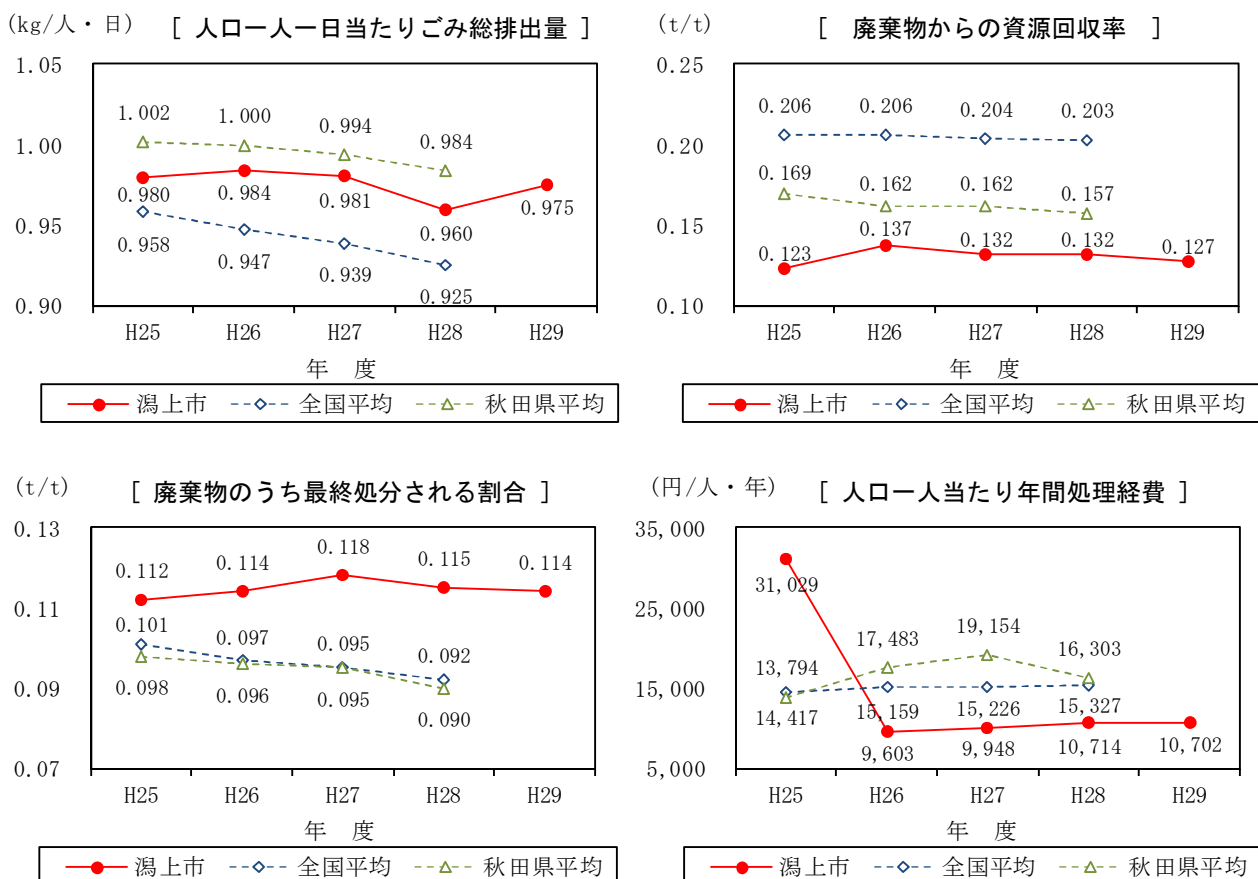 (kg/人・日) [ 人口一人一日当たりごみ総排出量 ]
1.05
1.00
0.95
0.90
1.002 1.000 0.994 0.984
0.980 0.984 0.981 0.960 0.975
0.958 0.947 0.939 0.925
H25 H26 H27 H28 H29
年 度
潟上市 全国平均 秋田県平均
(t/t) [ 廃棄物からの資源回収率 ]
0.25
0.20
0.15
0.10
0.206 0.206 0.204 0.203
0.169 0.162 0.162 0.157
0.123 0.137 0.132 0.132 0.127
H25 H26 H27 H28 H29
年 度
潟上市 全国平均 秋田県平均
(t/t) [ 廃棄物のうち最終処分される割合 ]
0.13
0.11
0.09
0.07
0.112 0.114 0.118 0.115 0.114
0.101 0.097 0.095 0.092
0.098 0.096 0.095 0.090
H25 H26 H27 H28 H29
年 度
潟上市 全国平均 秋田県平均
(円/人・年) [ 人口一人当たり年間処理経費 ]
35,000
25,000
15,000
5,000
31,029
13,794 17,483 19,154 16,303
14,417 15,159 15,226 15,327
9,603 9,948 10,714 10,702
H25 H26 H27 H28 H29
年 度
潟上市 全国平均 秋田県平均